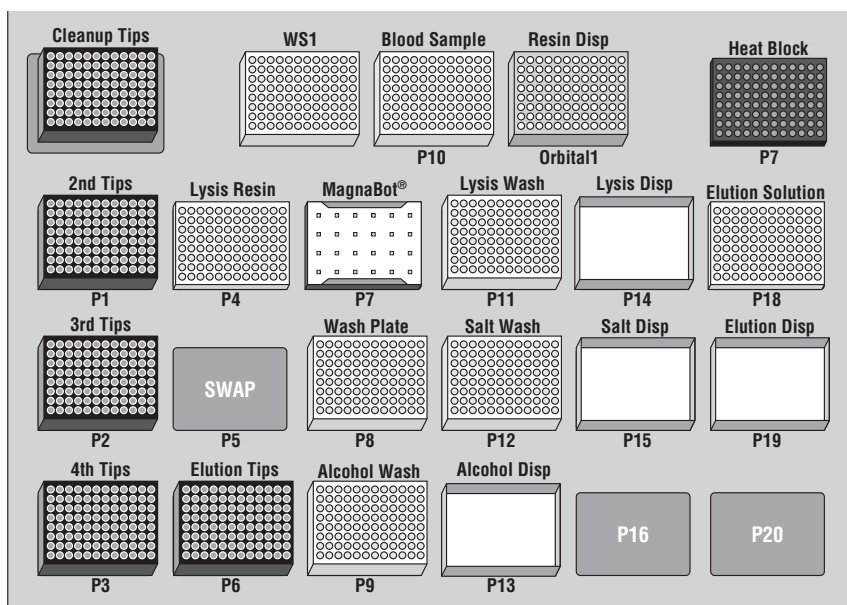 Cleanup Tips
WS1
Blood Sample
Resin Disp
Heat Block
P10
Orbital1
P7
2nd Tips
Lysis Resin
MagnaBot®
Lysis Wash
Lysis Disp
Elution Solution
P1
P4
P7
P11
P14
P18
3rd Tips
Wash Plate
Salt Wash
Salt Disp
Elution Disp
SWAP
P2
P5
P8
P12
P15
P19
4th Tips
Elution Tips
Alcohol Wash
Alcohol Disp
P16
P20
P3
P6
P9
P13